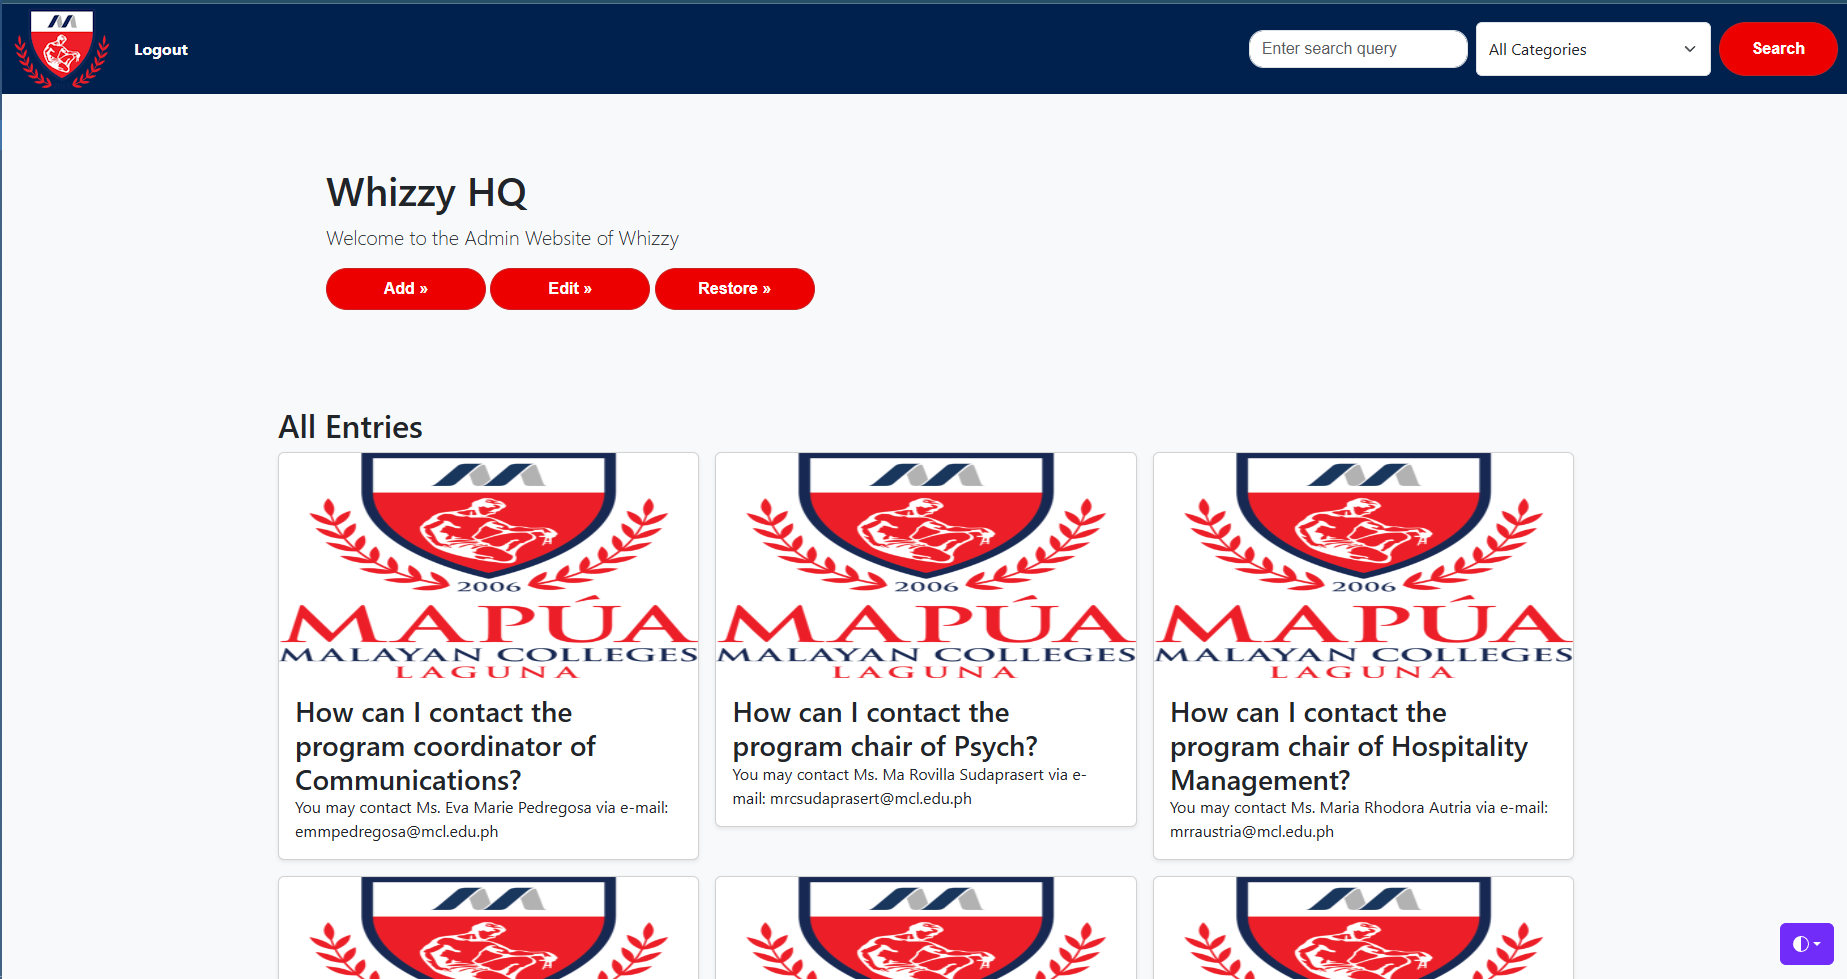 Logout
Enter search query
All Categories
Search
Whizzy HQ
Welcome to the Admin Website of Whizzy
Add »
Edit »
Restore »
All Entries
2006
MAPÚA
MALAYAN COLLEGES
LAGUNA
How can I contact the
program coordinator of
Communications?
You may contact Ms. Eva Marie Pedregosa via e-mail:
emmpedregosa@mcl.edu.ph
2006
MAPÚA
MALAYAN COLLEGES
LAGUNA
How can I contact the
program chair of Psych?
You may contact Ms. Ma Rovilla Sudaprasert via e-
mail: mrcsudaprasert@mcl.edu.ph
2006
MAPÚA
MALAYAN COLLEGES
LAGUNA
How can I contact the
program chair of Hospitality
Management?
You may contact Ms. Maria Rhodora Autria via e-mail:
mrraustria@mcl.edu.ph